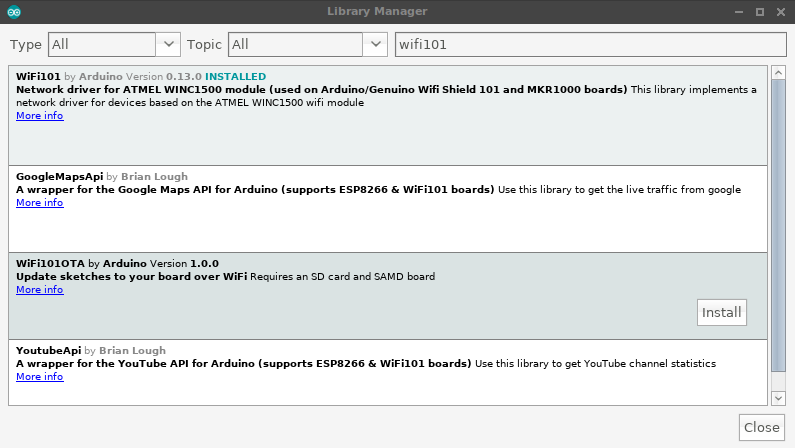 Library Manager
Type All Topic All wifi101
WiFi101 by Arduino Version 0.13.0 INSTALLED
Network driver for ATMEL WINC1500 module (used on Arduino/Genuino Wifi Shield 101 and MKR1000 boards) This library implements a
network driver for devices based on the ATMEL WINC1500 wifi module
More info
GoogleMapsApi by Brian Lough
A wrapper for the Google Maps API for Arduino (supports ESP8266 & WiFi101 boards) Use this library to get the live traffic from google
More info
WiFi101OTA by Arduino Version 1.0.0
Update sketches to your board over WiFi Requires an SD card and SAMD board
More info
Install
YoutubeApi by Brian Lough
A wrapper for the YouTube API for Arduino (supports ESP8266 & WiFi101 boards) Use this library to get YouTube channel statistics
More info
Close